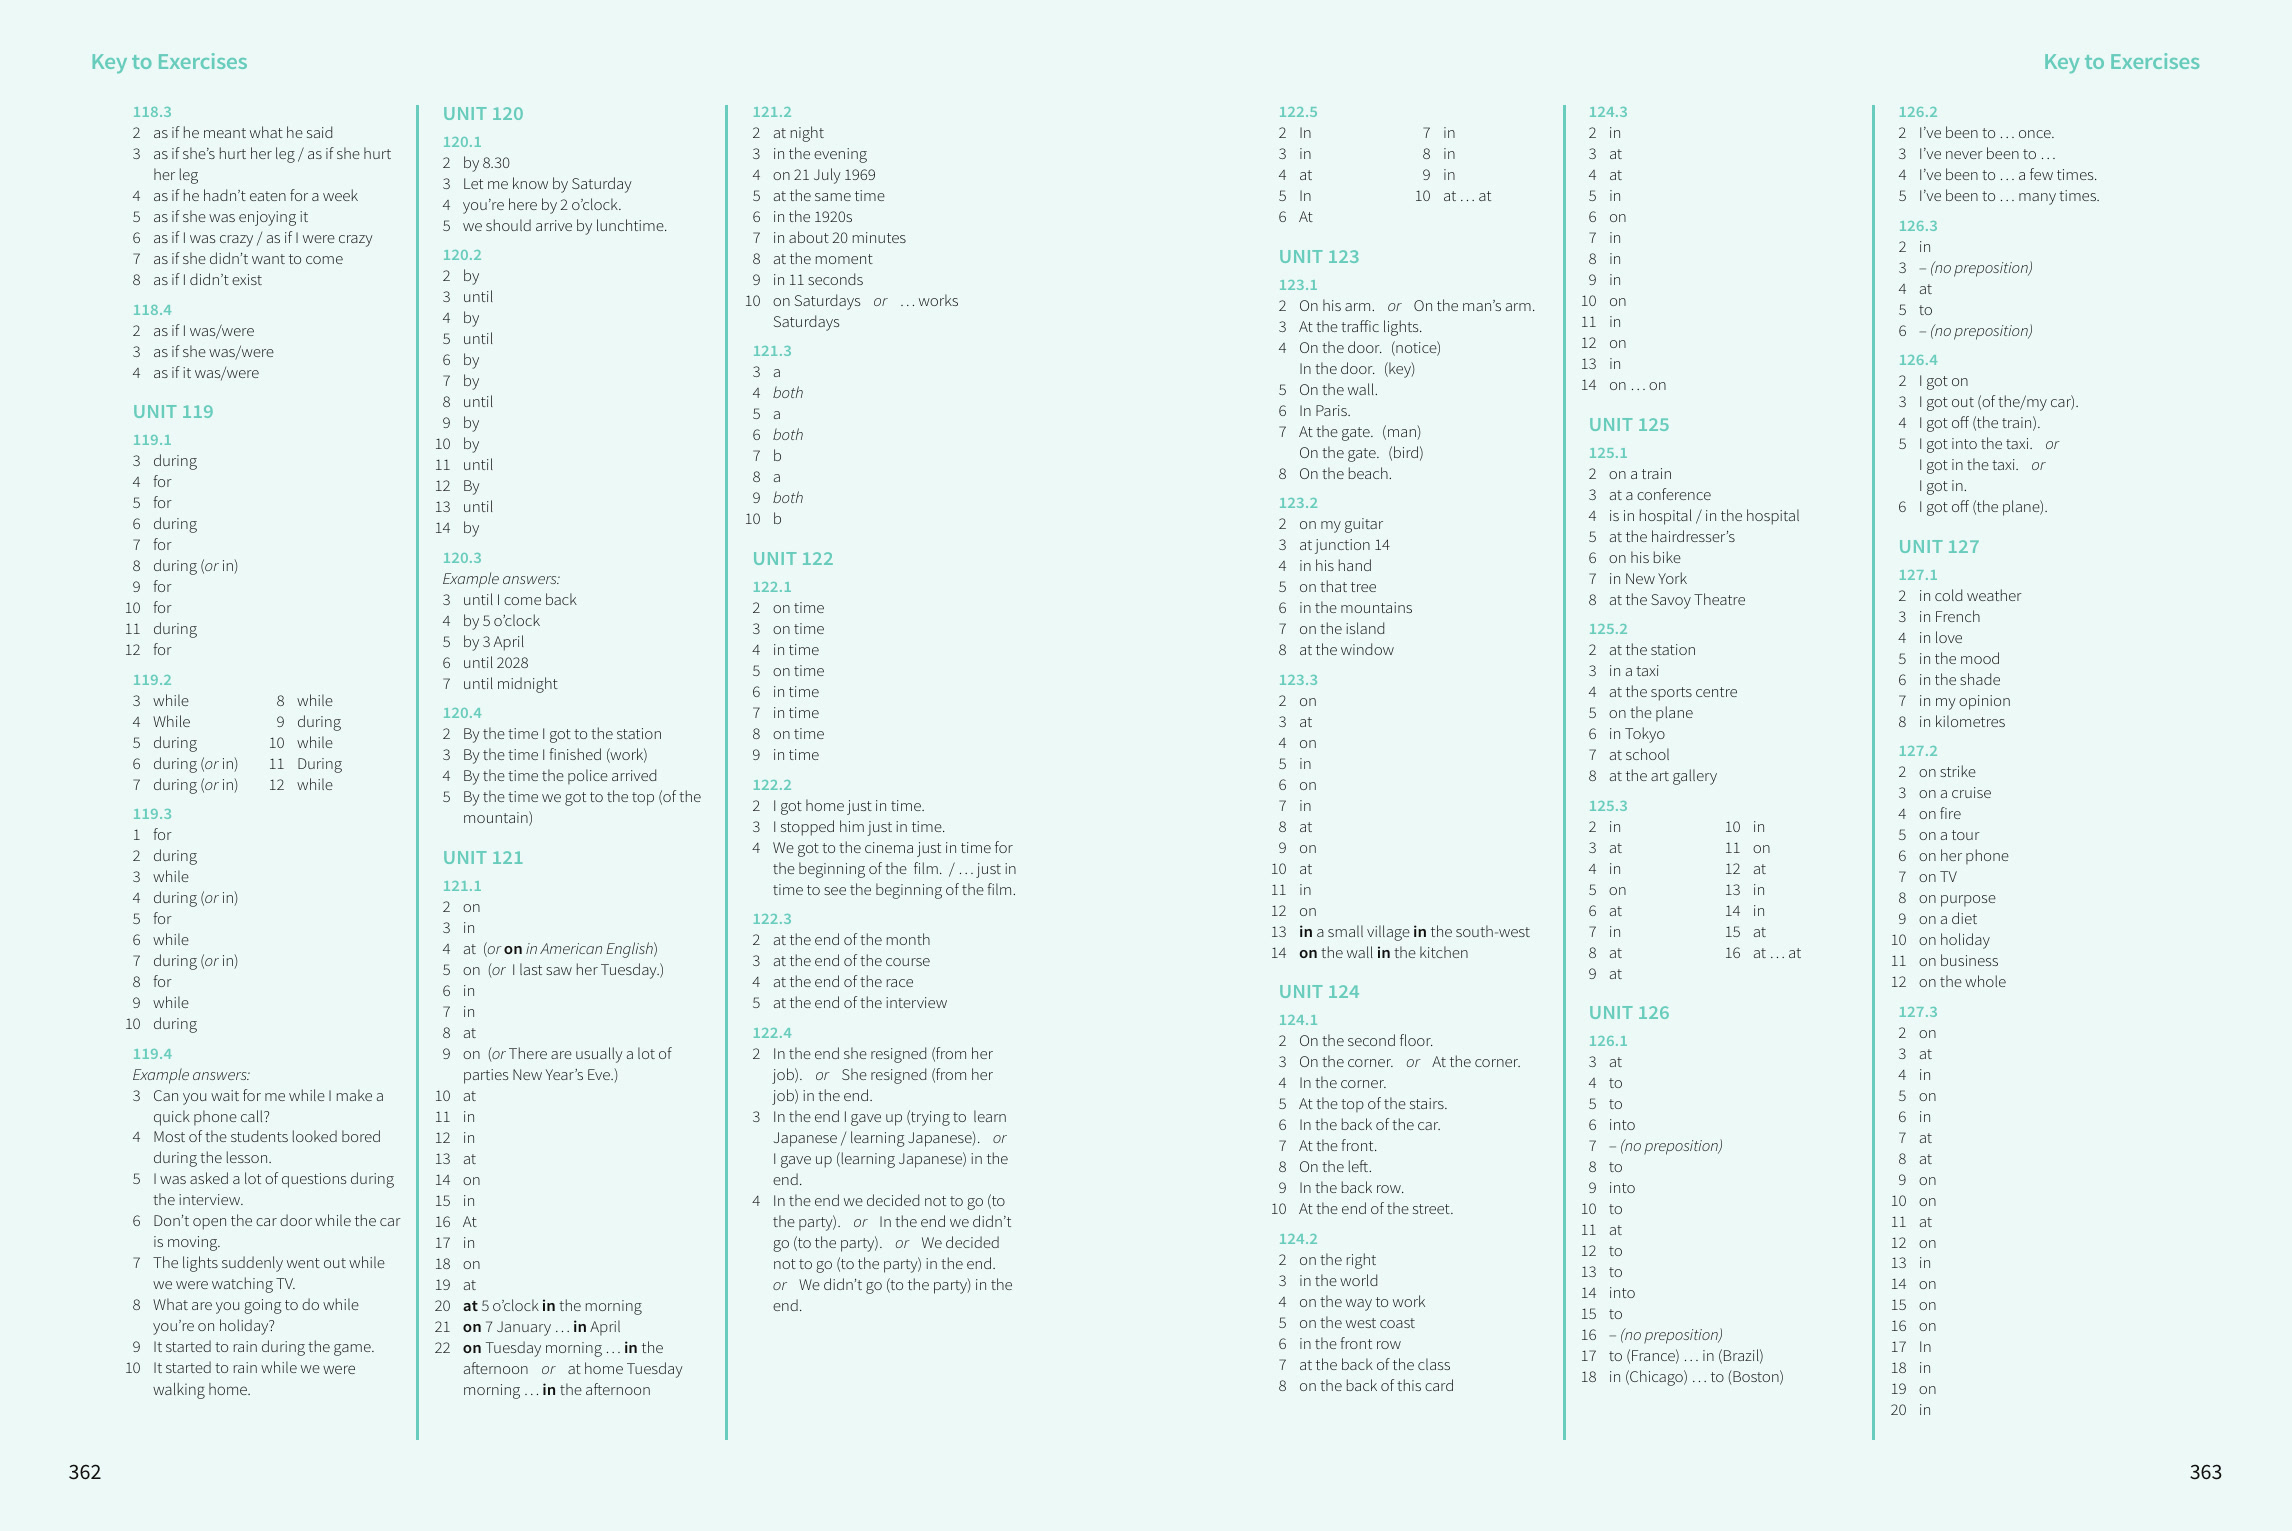 Key to Exercises
118.3
2 as if he meant what he said
3 as if she’s hurt her leg / as if she hurt
her leg
4 as if he hadn’t eaten for a week
5 as if she was enjoying it
6 as if I was crazy / as if I were crazy
7 as if she didn’t want to come
8 as if I didn’t exist
118.4
2 as if I was/were
3 as if she was/were
4 as if it was/were
UNIT 119
119.1
3 during
4 for
5 for
6 during
7 for
8 during (or in)
9 for
10 for
11 during
12 for
119.2
3 while 8 while
4 While 9 during
5 during 10 while
6 during (or in) 11 During
7 during (or in) 12 while
119.3
1 for
2 during
3 while
4 during (or in)
5 for
6 while
7 during (or in)
8 for
9 while
10 during
119.4
Example answers:
3 Can you wait for me while I make a
quick phone call?
4 Most of the students looked bored
during the lesson.
5 I was asked a lot of questions during
the interview.
6 Don’t open the car door while the car
is moving.
7 The lights suddenly went out while
we were watching TV.
8 What are you going to do while
you’re on holiday?
9 It started to rain during the game.
10 It started to rain while we were
walking home.
UNIT 120
120.1
2 by 8.30
3 Let me know by Saturday
4 you’re here by 2 o’clock.
5 we should arrive by lunchtime.
120.2
2 by
3 until
4 by
5 until
6 by
7 by
8 until
9 by
10 by
11 until
12 By
13 until
14 by
120.3
Example answers:
3 until I come back
4 by 5 o’clock
5 by 3 April
6 until 2028
7 until midnight
120.4
2 By the time I got to the station
3 By the time I finished (work)
4 By the time the police arrived
5 By the time we got to the top (of the
mountain)
UNIT 121
121.1
2 on
3 in
4 at (or on in American English)
5 on (or I last saw her Tuesday.)
6 in
7 in
8 at
9 on (or There are usually a lot of
parties New Year’s Eve.)
10 at
11 in
12 in
13 at
14 on
15 in
16 At
17 in
18 on
19 at
20 at 5 o’clock in the morning
21 on 7 January … in April
22 on Tuesday morning … in the
afternoon or at home Tuesday
morning … in the afternoon
121.2
2 at night
3 in the evening
4 on 21 July 1969
5 at the same time
6 in the 1920s
7 in about 20 minutes
8 at the moment
9 in 11 seconds
10 on Saturdays or … works
Saturdays
121.3
3 a
4 both
5 a
6 both
7 b
8 a
9 both
10 b
UNIT 122
122.1
2 on time
3 on time
4 in time
5 on time
6 in time
7 in time
8 on time
9 in time
122.2
2 I got home just in time.
3 I stopped him just in time.
4 We got to the cinema just in time for
the beginning of the film. / … just in
time to see the beginning of the film.
122.3
2 at the end of the month
3 at the end of the course
4 at the end of the race
5 at the end of the interview
122.4
2 In the end she resigned (from her
job). or She resigned (from her
job) in the end.
3 In the end I gave up (trying to learn
Japanese / learning Japanese). or
I gave up (learning Japanese) in the
end.
4 In the end we decided not to go (to
the party). or In the end we didn’t
go (to the party). or We decided
not to go (to the party) in the end.
or We didn’t go (to the party) in the
end.
362
Key to Exercises
122.5
2 In 7 in
3 in 8 in
4 at 9 in
5 In 10 at … at
6 At
UNIT 123
123.1
2 On his arm. or On the man’s arm.
3 At the traffic lights.
4 On the door. (notice)
In the door. (key)
5 On the wall.
6 In Paris.
7 At the gate. (man)
On the gate. (bird)
8 On the beach.
123.2
2 on my guitar
3 at junction 14
4 in his hand
5 on that tree
6 in the mountains
7 on the island
8 at the window
123.3
2 on
3 at
4 on
5 in
6 on
7 in
8 at
9 on
10 at
11 in
12 on
13 in a small village in the south-west
14 on the wall in the kitchen
UNIT 124
124.1
2 On the second floor.
3 On the corner. or At the corner.
4 In the corner.
5 At the top of the stairs.
6 In the back of the car.
7 At the front.
8 On the left.
9 In the back row.
10 At the end of the street.
124.2
2 on the right
3 in the world
4 on the way to work
5 on the west coast
6 in the front row
7 at the back of the class
8 on the back of this card
124.3
2 in
3 at
4 at
5 in
6 on
7 in
8 in
9 in
10 on
11 in
12 on
13 in
14 on … on
UNIT 125
125.1
2 on a train
3 at a conference
4 is in hospital / in the hospital
5 at the hairdresser’s
6 on his bike
7 in New York
8 at the Savoy Theatre
125.2
2 at the station
3 in a taxi
4 at the sports centre
5 on the plane
6 in Tokyo
7 at school
8 at the art gallery
125.3
2 in 10 in
3 at 11 on
4 in 12 at
5 on 13 in
6 at 14 in
7 in 15 at
8 at 16 at … at
9 at
UNIT 126
126.1
3 at
4 to
5 to
6 into
7 – (no preposition)
8 to
9 into
10 to
11 at
12 to
13 to
14 into
15 to
16 – (no preposition)
17 to (France) … in (Brazil)
18 in (Chicago) … to (Boston)
126.2
2 I’ve been to … once.
3 I’ve never been to …
4 I’ve been to … a few times.
5 I’ve been to … many times.
126.3
2 in
3 – (no preposition)
4 at
5 to
6 – (no preposition)
126.4
2 I got on
3 I got out (of the/my car).
4 I got off (the train).
5 I got into the taxi. or
I got in the taxi. or
I got in.
6 I got off (the plane).
UNIT 127
127.1
2 in cold weather
3 in French
4 in love
5 in the mood
6 in the shade
7 in my opinion
8 in kilometres
127.2
2 on strike
3 on a cruise
4 on fire
5 on a tour
6 on her phone
7 on TV
8 on purpose
9 on a diet
10 on holiday
11 on business
12 on the whole
127.3
2 on
3 at
4 in
5 on
6 in
7 at
8 at
9 on
10 on
11 at
12 on
13 in
14 on
15 on
16 on
17 In
18 in
19 on
20 in
363